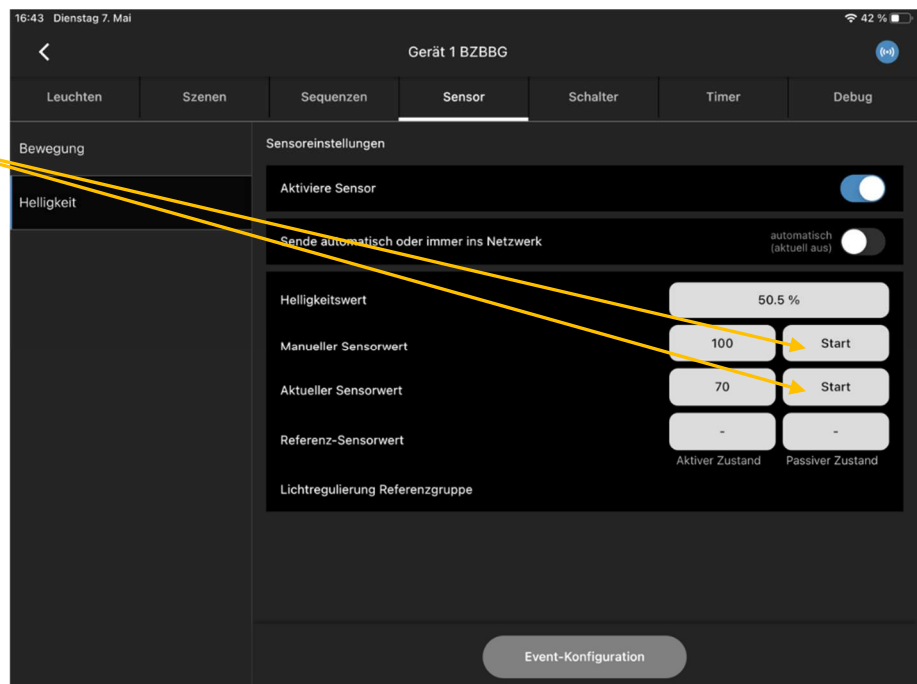 16:43 Dienstag 7. Mai
42 %
Gerät 1 BZBBG
Leuchten Szenen Sequenzen Sensor Schalter Timer Debug
Bewegung
Helligkeit
Sensoreinstellungen
Aktiviere Sensor
Sende automatisch oder immer ins Netzwerk
automatisch
(aktuell aus)
Helligkeitswert 50.5 %
Manueller Sensorwert 100 Start
Aktueller Sensorwert 70 Start
Referenz-Sensorwert - -
Aktiver Zustand Passiver Zustand
Lichtregulierung Referenzgruppe
Event-Konfiguration